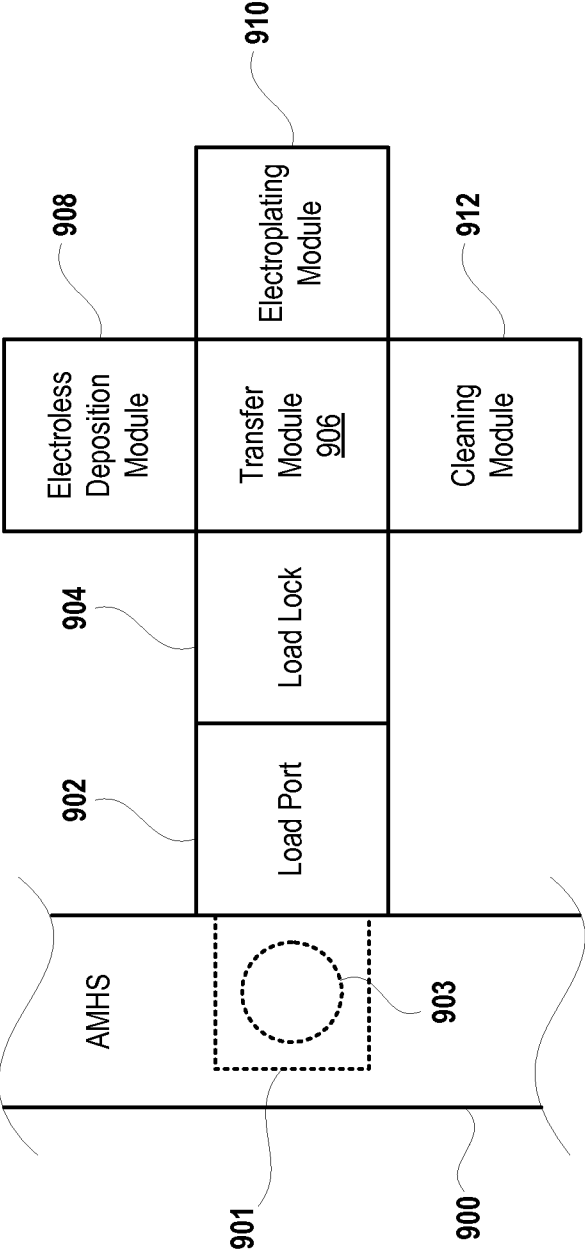 910
908
912
Electroplating
Module
Electroless
Deposition
Module
Transfer
Module
906
Cleaning
Module
904
Load Lock
902
Load Port
AMHS
903
901
900